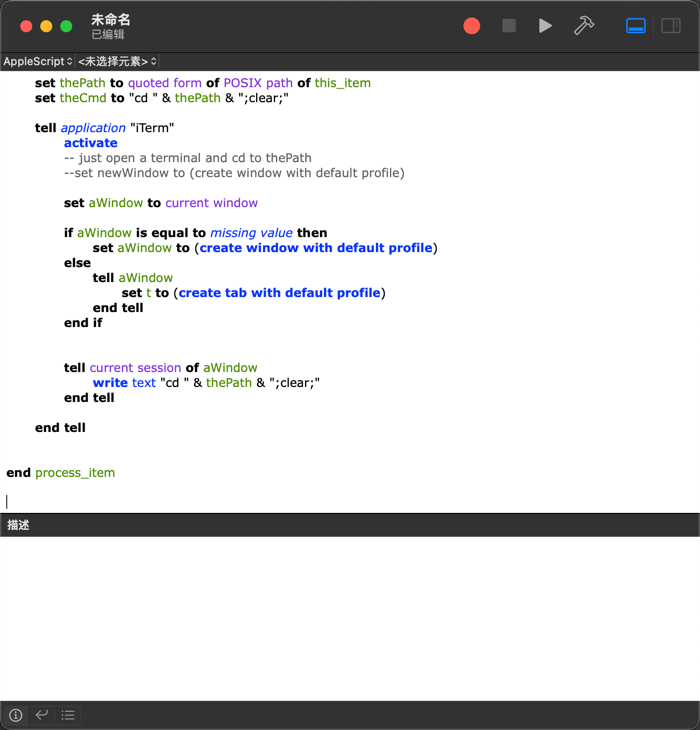 未命名
已编辑
AppleScript <未选择元素>
set thePath to quoted form of POSIX path of this_item
set theCmd to "cd " & thePath & ";clear;"
tell application "iTerm"
activate
-- just open a terminal and cd to thePath
--set newWindow to (create window with default profile)
set aWindow to current window
if aWindow is equal to missing value then
set aWindow to (create window with default profile)
else
tell aWindow
set t to (create tab with default profile)
end tell
end if
tell current session of aWindow
write text "cd " & thePath & ";clear;"
end tell
end tell
end process_item
描述